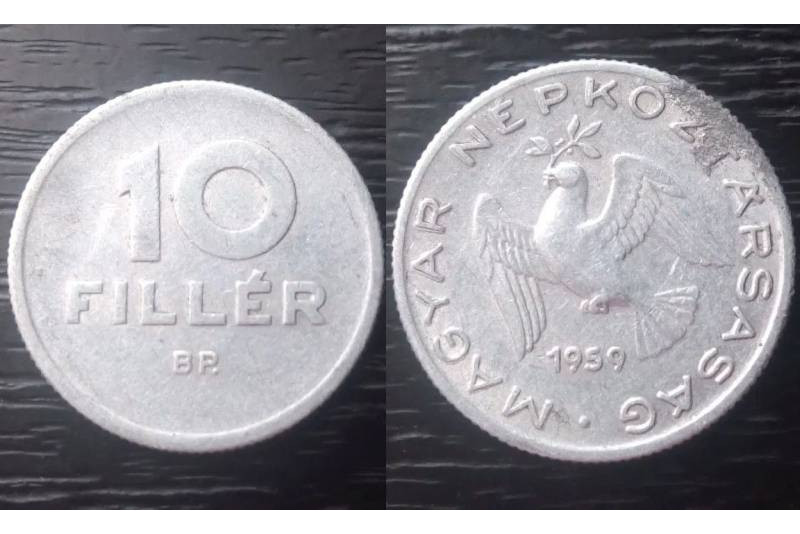 10
FILLÉR
BP.
MAGYAR NÉPKÖZTÁRSASÁG ·
1959